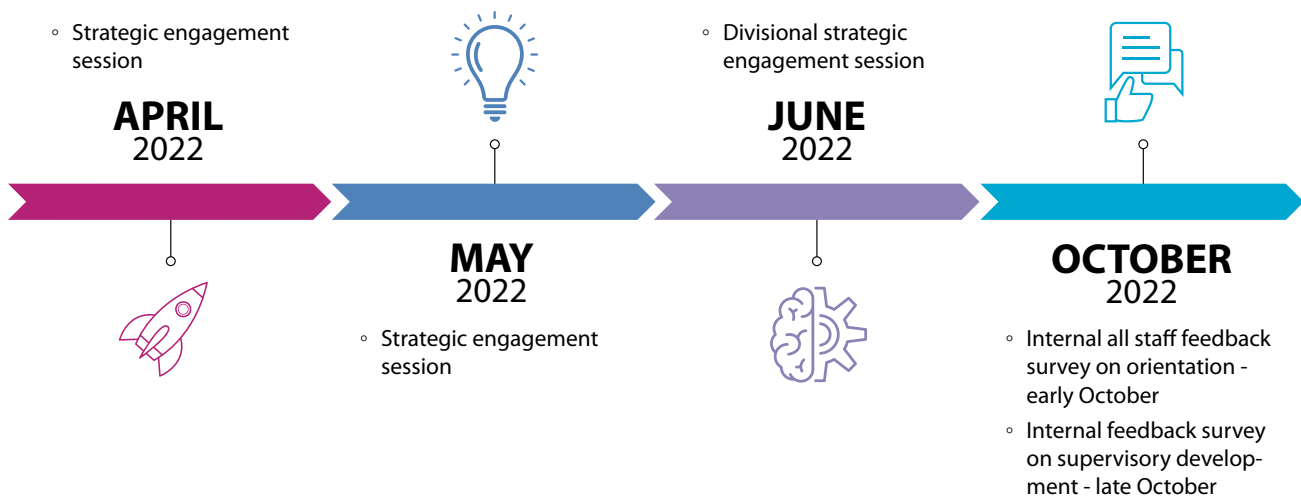 ◦ Strategic engagement
session
APRIL
2022
MAY
2022
◦ Strategic engagement
session
◦ Divisional strategic
engagement session
JUNE
2022
OCTOBER
2022
◦ Internal all staff feedback
survey on orientation -
early October
◦ Internal feedback survey
on supervisory develop-
ment - late October